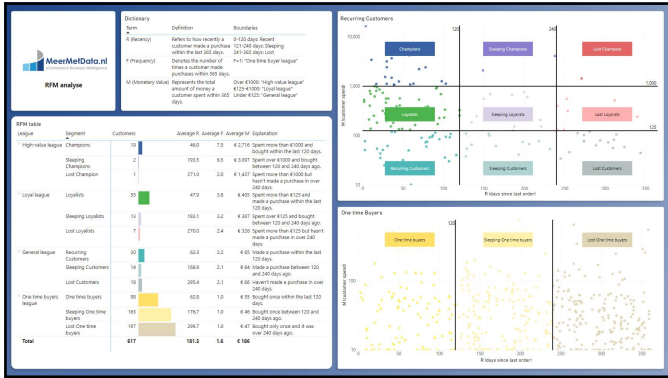 MeerMetData.nl
ecommerce business intelligence
RFM analyse
Dictionary
Term Definition Boundaries
R (Recency) Refers to how recently a customer made a purchase within the last 365 days. 0-120 days: Recent
121-240 days: Sleeping
241-365 days: Lost
F (Frequency) Denotes the number of times a customer made purchases within 365 days. F=1: "One time buyer league"
M (Monetary Value) Represents the total amount of money a customer spent within 365 days. Over €1000: "High-value league"
€125-€1000: "Loyal league"
Under €125: "General league"
RFM table
League Segment Customers Average R Average F Average M Explanation
High-value league Champions 19 46.0 7.5 € 2,716 Spent more than €1000 and bought within the last 120 days.
Sleeping Champions 2 193.5 6.5 € 3,097 Spent over €1000 and bought between 120 and 240 days ago.
Lost Champion 1 271.0 2.0 € 1,437 Spent more than €1000 but hasn't made a purchase in over 240 days.
Loyal league Loyalists 55 47.9 3.8 € 405 Spent more than €125 and made a purchase within the last 120 days.
Sleeping Loyalists 13 183.1 3.2 € 367 Spent over €125 and bought between 120 and 240 days ago.
Lost Loyalists 7 270.0 2.4 € 326 Spent more than €125 but hasn't made a purchase in over 240 days.
General league Recurring Customers 30 62.3 2.2 € 65 Made a purchase within the last 120 days.
Sleeping Customers 14 168.9 2.1 € 64 Made a purchase between 120 and 240 days ago.
Lost Customers 18 295.4 2.1 € 66 Haven't made a purchase in over 240 days.
One time buyers league One time buyers 98 62.8 1.0 € 55 Bought once within the last 120 days.
Sleeping One time buyers 163 176.7 1.0 € 46 Bought once between 120 and 240 days ago.
Lost One time buyers 197 299.7 1.0 € 47 Bought only once and it was over 240 days ago.
Total 617 181.5 1.6 € 186
Recurring Customers
120 240
10,000
Champions Sleeping Champions Lost Champion
1,000 1,000
Loyalists Sleeping Loyalists Lost Loyalists
125
100
Recurring Customers Sleeping Customers Lost Customers
10
0 50 100 150 200 250 300 350
M (customer spend)
R (days since last order)
One time Buyers
120
One time buyers Sleeping One time buyers Lost One time buyers
100
10
0 50 100 150 200 250 300 350
M (customer spend)
R (days since last order)